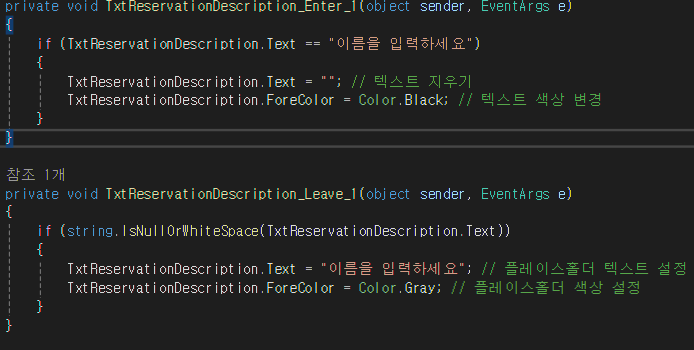 private void TxtReservationDescription_Enter_1(object sender, EventArgs e)
{
if (TxtReservationDescription.Text == "이름을 입력하세요")
{
TxtReservationDescription.Text = ""; // 텍스트 지우기
TxtReservationDescription.ForeColor = Color.Black; // 텍스트 색상 변경
}
}
참조 1개
private void TxtReservationDescription_Leave_1(object sender, EventArgs e)
{
if (string.IsNullOrWhiteSpace(TxtReservationDescription.Text))
{
TxtReservationDescription.Text = "이름을 입력하세요"; // 플레이스홀더 텍스트 설정
TxtReservationDescription.ForeColor = Color.Gray; // 플레이스홀더 색상 설정
}
}